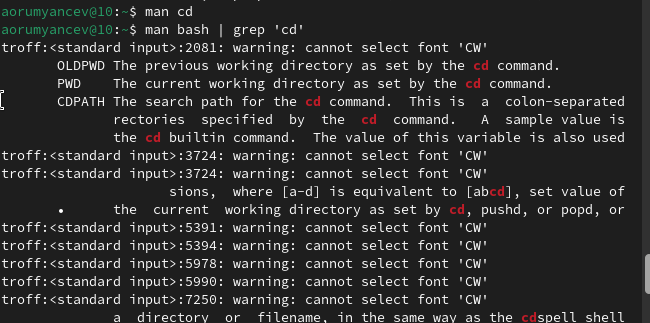 aorumyancev@10:~$ man cd
aorumyancev@10:~$ man bash | grep 'cd'
troff:<standard input>:2081: warning: cannot select font 'CW'
OLDPWD The previous working directory as set by the cd command.
PWD The current working directory as set by the cd command.
CDPATH The search path for the cd command. This is a colon-separated
rectories specified by the cd command. A sample value is
the cd builtin command. The value of this variable is also used
troff:<standard input>:3724: warning: cannot select font 'CW'
troff:<standard input>:3724: warning: cannot select font 'CW'
sions, where [a-d] is equivalent to [abcd], set value of
• the current working directory as set by cd, pushd, or popd, or
troff:<standard input>:5391: warning: cannot select font 'CW'
troff:<standard input>:5394: warning: cannot select font 'CW'
troff:<standard input>:5978: warning: cannot select font 'CW'
troff:<standard input>:5990: warning: cannot select font 'CW'
troff:<standard input>:7250: warning: cannot select font 'CW'
a directory or filename, in the same way as the cdspell shell